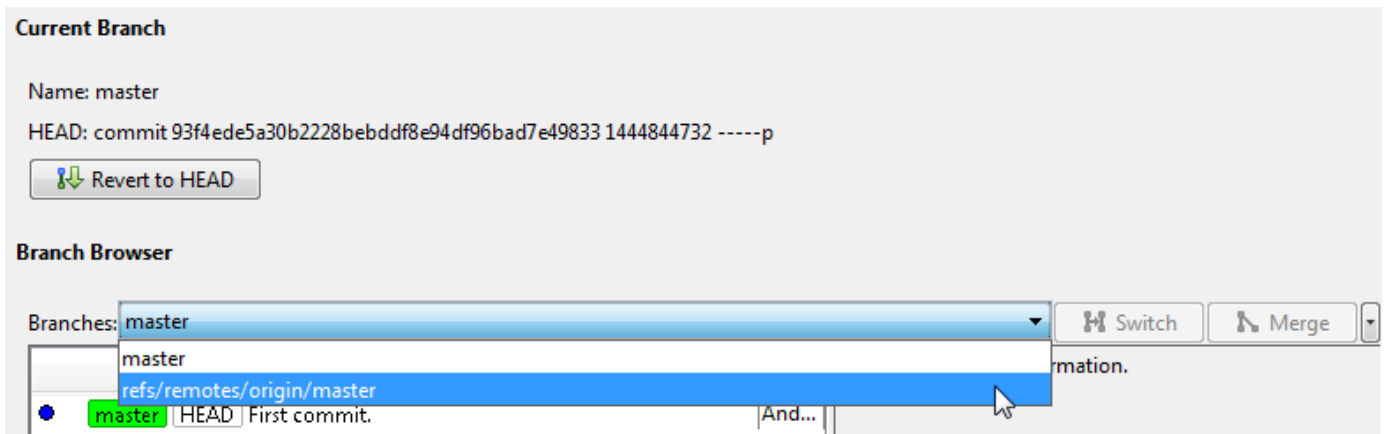 Current Branch
Name: master
HEAD: commit 93f4ede5a30b2228bebddf8e94df96bad7e49833 1444844732 -----p
Revert to HEAD
Branch Browser
Branches: master Switch Merge
master
rmation.
refs/remotes/origin/master
master HEAD First commit. And...